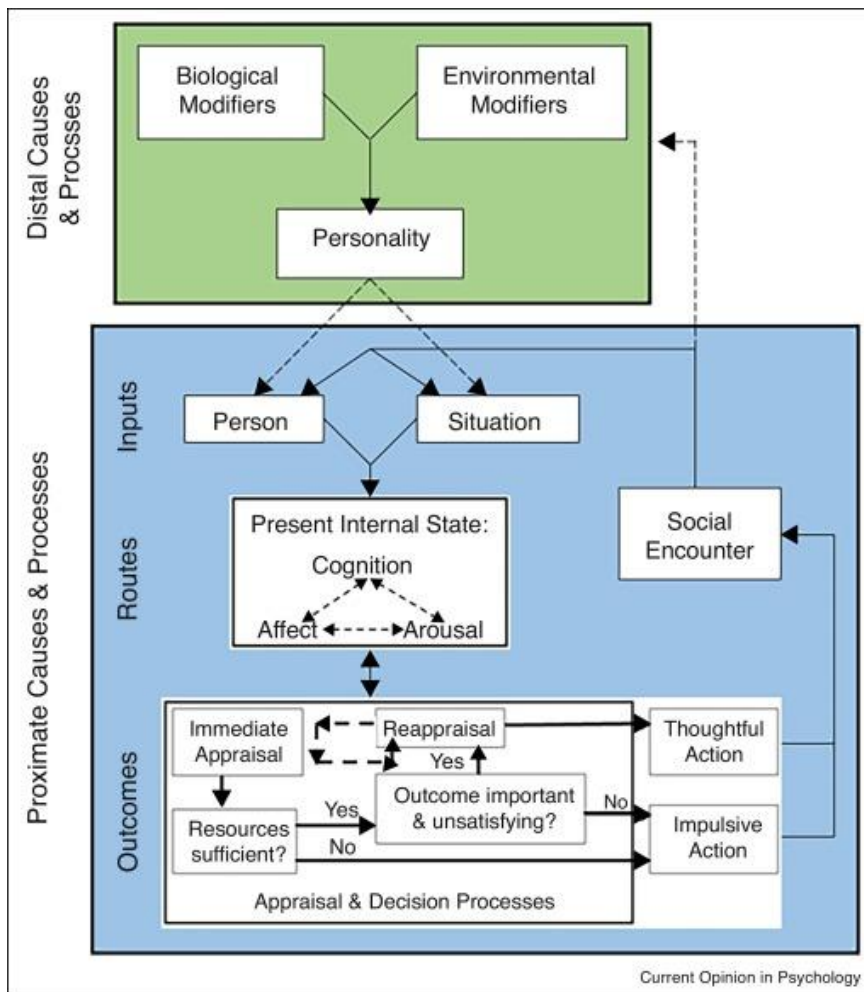 Distal Causes
& Procsses
Biological
Modifiers
Environmental
Modifiers
Personality
Proximate Causes & Processes
Inputs
Person
Situation
Routes
Present Internal State:
Cognition
Affect
Arousal
Social
Encounter
Outcomes
Immediate
Appraisal
Reappraisal
Thoughtful
Action
Yes
Outcome important
& unsatisfying?
Yes
No
Resources
sufficient?
No
Impulsive
Action
Appraisal & Decision Processes
Current Opinion in Psychology